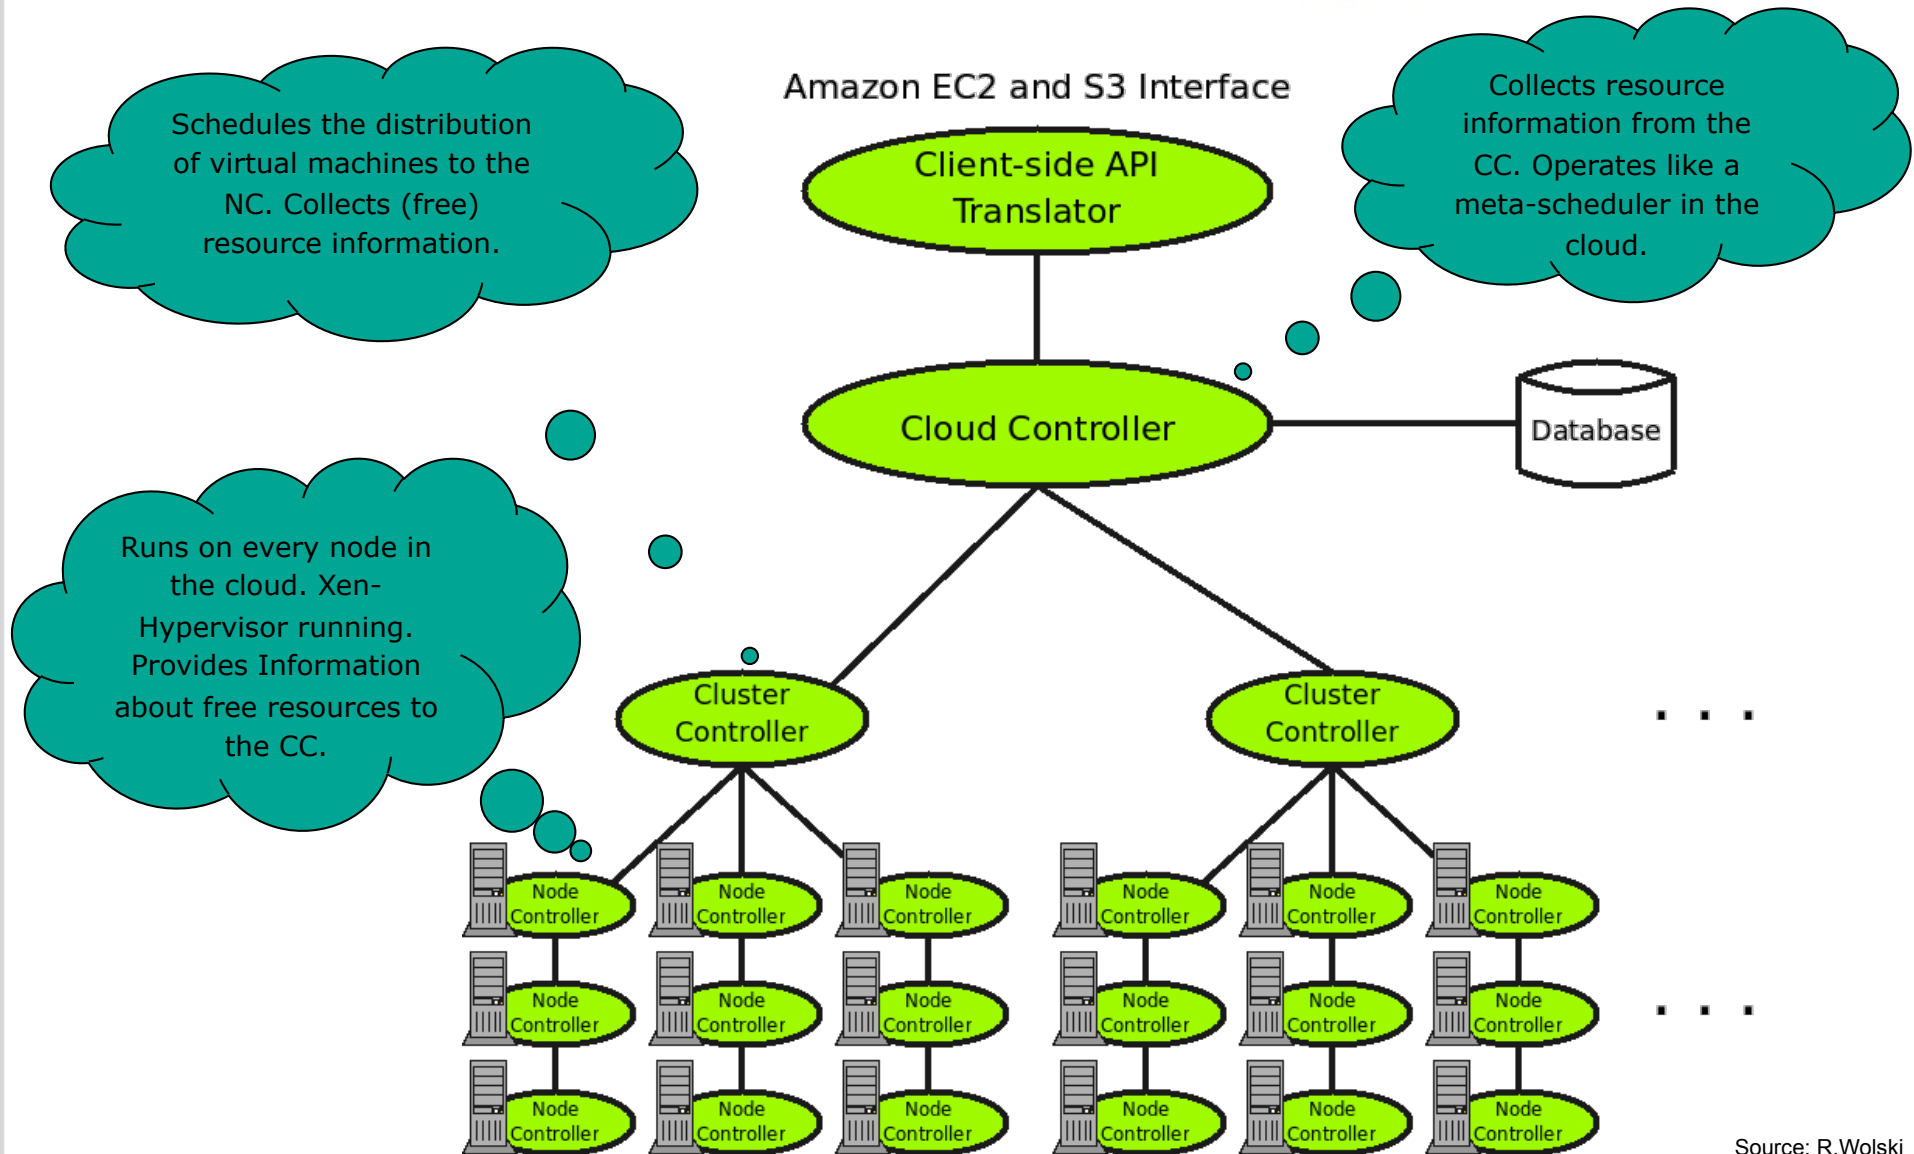 Schedules the distribution
of virtual machines to the
NC. Collects (free)
resource information.
Amazon EC2 and S3 Interface
Client-side API
Translator
Collects resource
information from the
CC. Operates like a
meta-scheduler in the
cloud.
Cloud Controller
Database
Runs on every node in
the cloud. Xen-
Hypervisor running.
Provides Information
about free resources to
the CC.
Cluster
Controller
Cluster
Controller
. . .
Node
Controller
Node
Controller
Node
Controller
Node
Controller
Node
Controller
Node
Controller
Node
Controller
Node
Controller
Node
Controller
Node
Controller
Node
Controller
Node
Controller
. . .
Node
Controller
Node
Controller
Node
Controller
Node
Controller
Node
Controller
Node
Controller
Source: R.Wolski